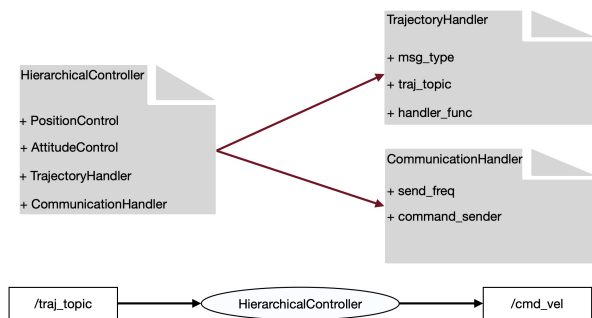 HierarchicalController
+ PositionControl
+ AttitudeControl
+ TrajectoryHandler
+ CommunicationHandler
TrajectoryHandler
+ msg_type
+ traj_topic
+ handler_func
CommunicationHandler
+ send_freq
+ command_sender
/traj_topic
HierarchicalController
/cmd_vel